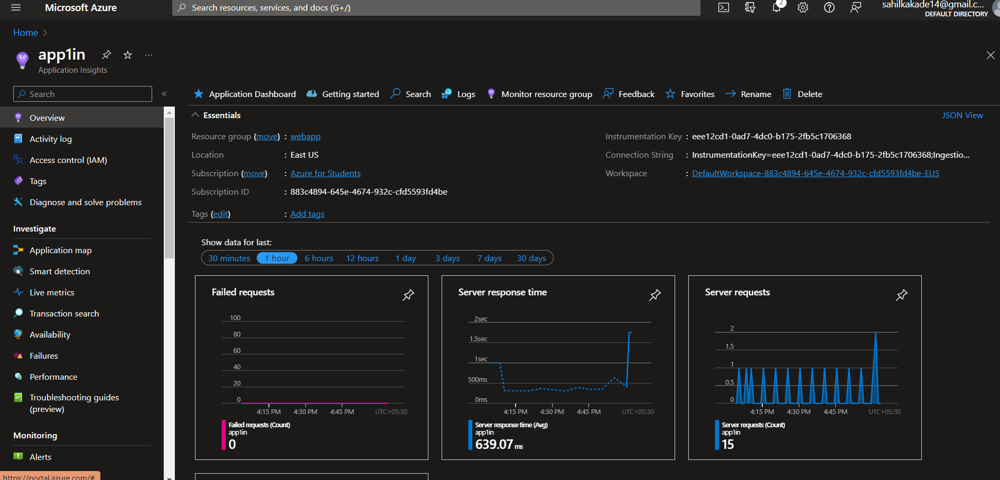 Microsoft Azure
Search resources, services, and docs (G+/)
2
sahilkakade14@gmail.c...
DEFAULT DIRECTORY
Home
app1in
Application Insights
Search
Application Dashboard
Getting started
Search
Logs
Monitor resource group
Feedback
Favorites
Rename
Delete
Overview
Activity log
Access control (IAM)
Tags
Diagnose and solve problems
Investigate
Application map
Smart detection
Live metrics
Transaction search
Availability
Failures
Performance
Troubleshooting guides
(preview)
Monitoring
Alerts
https://portal.azure.com/#
Essentials
JSON View
Resource group (move) : webapp
Location : East US
Subscription (move) : Azure for Students
Subscription ID : 883c4894-645e-4674-932c-cfd5593fd4be
Tags (edit) : Add tags
Instrumentation Key : eee12cd1-0ad7-4dc0-b175-2fb5c1706368
Connection String : InstrumentationKey=eee12cd1-0ad7-4dc0-b175-2fb5c1706368;Ingestio...
Workspace : DefaultWorkspace-883c4894-645e-4674-932c-cfd5593fd4be-EUS
Show data for last:
30 minutes 1 hour 6 hours 12 hours 1 day 3 days 7 days 30 days
Failed requests
100
80
60
40
20
0
4:15 PM 4:30 PM 4:45 PM UTC+05:30
Failed requests (Count)
app1in
0
Server response time
2sec
1.5sec
1sec
500ms
0ms
4:15 PM 4:30 PM 4:45 PM UTC+05:30
Server response time (Avg)
app1in
639.07 ms
Server requests
2
1.5
1
0.5
0
4:15 PM 4:30 PM 4:45 PM UTC+05:30
Server requests (Count)
app1in
15